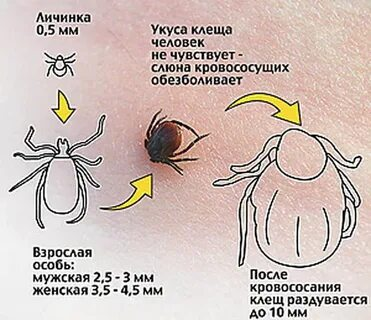 Личинка
0,5 мм
Укуса клеща
человек
не чувствует -
слюна кровососущих
обезболивает
Взрослая
особь:
мужская 2,5 - 3 мм
женская 3,5 - 4,5 мм
После
кровососания
клещ раздувается
до 10 мм